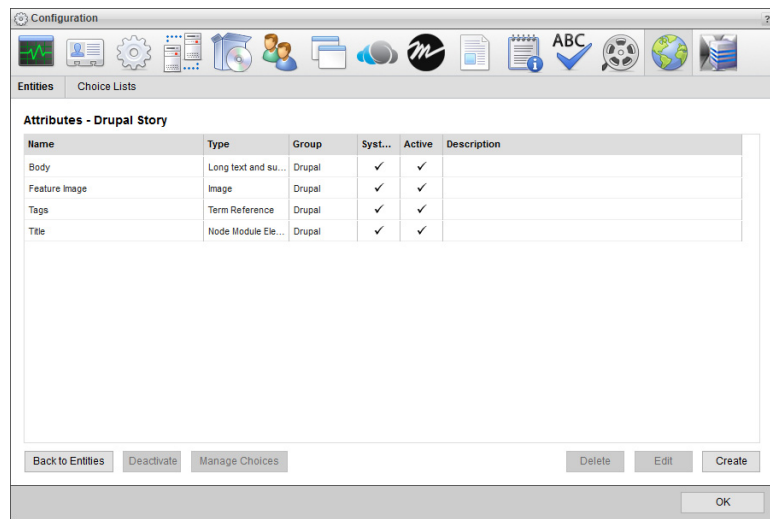 Configuration ?
ABC
Entities Choice Lists
Attributes - Drupal Story
Name Type Group Syst... Active Description
Body Long text and su... Drupal ✓ ✓
Feature Image Image Drupal ✓ ✓
Tags Term Reference Drupal ✓ ✓
Title Node Module Ele... Drupal ✓ ✓
Back to Entities Deactivate Manage Choices Delete Edit Create
OK